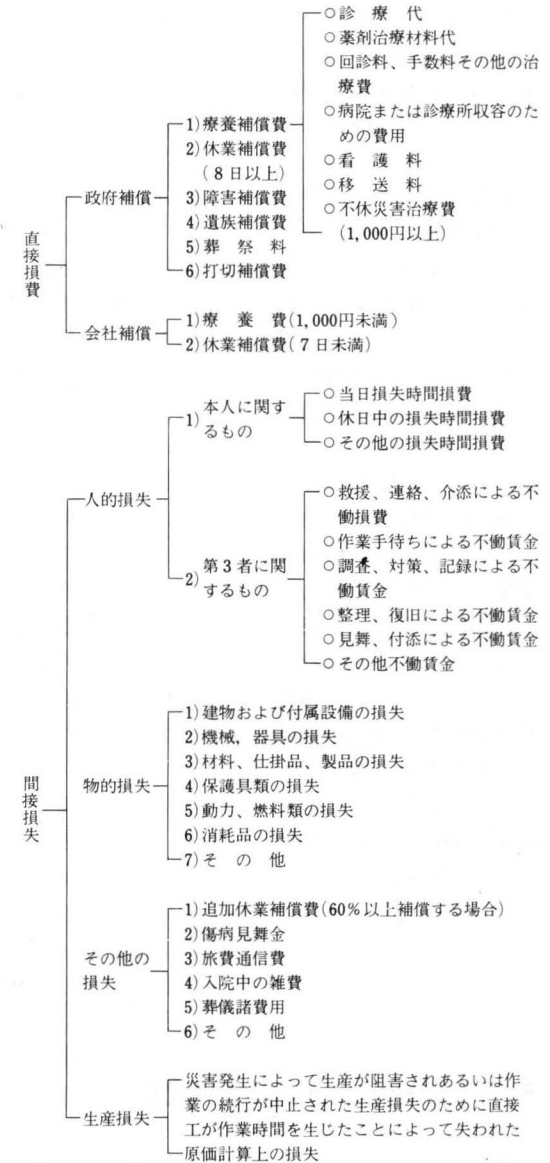 直接損費
政府補償
1)療養補償費
○診療代
○薬剤治療材料代
○回診料、手数料その他の治
療費
○病院または診療所収容のた
めの費用
○看護料
○移送料
○不休災害治療費
(1,000円以上)
2)休業補償費
(8日以上)
3)障害補償費
4)遺族補償費
5)葬祭料
6)打切補償費
会社補償
1)療養費(1,000円未満)
2)休業補償費(7日未満)
間接損失
人的損失
1)本人に関す
るもの
○当日損失時間損費
○休日中の損失時間損費
○その他の損失時間損費
2)第3者に関
するもの
○救援、連絡、介添による不
働損費
○作業手待ちによる不働賃金
○調査、対策、記録による不
働賃金
○整理、復旧による不働賃金
○見舞、付添による不働賃金
○その他不働賃金
物的損失
1)建物および付属設備の損失
2)機械,器具の損失
3)材料、仕掛品、製品の損失
4)保護具類の損失
5)動力、燃料類の損失
6)消耗品の損失
7)その他
その他の
損失
1)追加休業補償費(60%以上補償する場合)
2)傷病見舞金
3)旅費通信費
4)入院中の雑費
5)葬儀諸費用
6)その他
生産損失
災害発生によって生産が阻害されあるいは作
業の続行が中止された生産損失のために直接
工が作業時間を生じたことによって失われた
原価計算上の損失